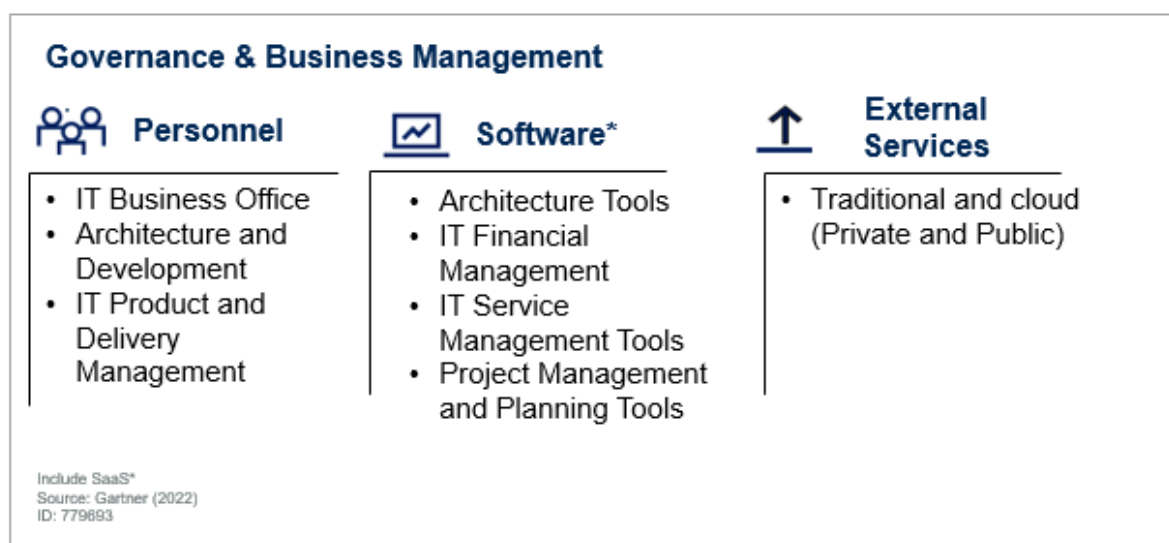 Governance & Business Management
Personnel
• IT Business Office
• Architecture and
Development
• IT Product and
Delivery
Management
Software*
• Architecture Tools
• IT Financial
Management
• IT Service
Management Tools
• Project Management
and Planning Tools
External
Services
• Traditional and cloud
(Private and Public)
Include SaaS*
Source: Gartner (2022)
ID: 779693